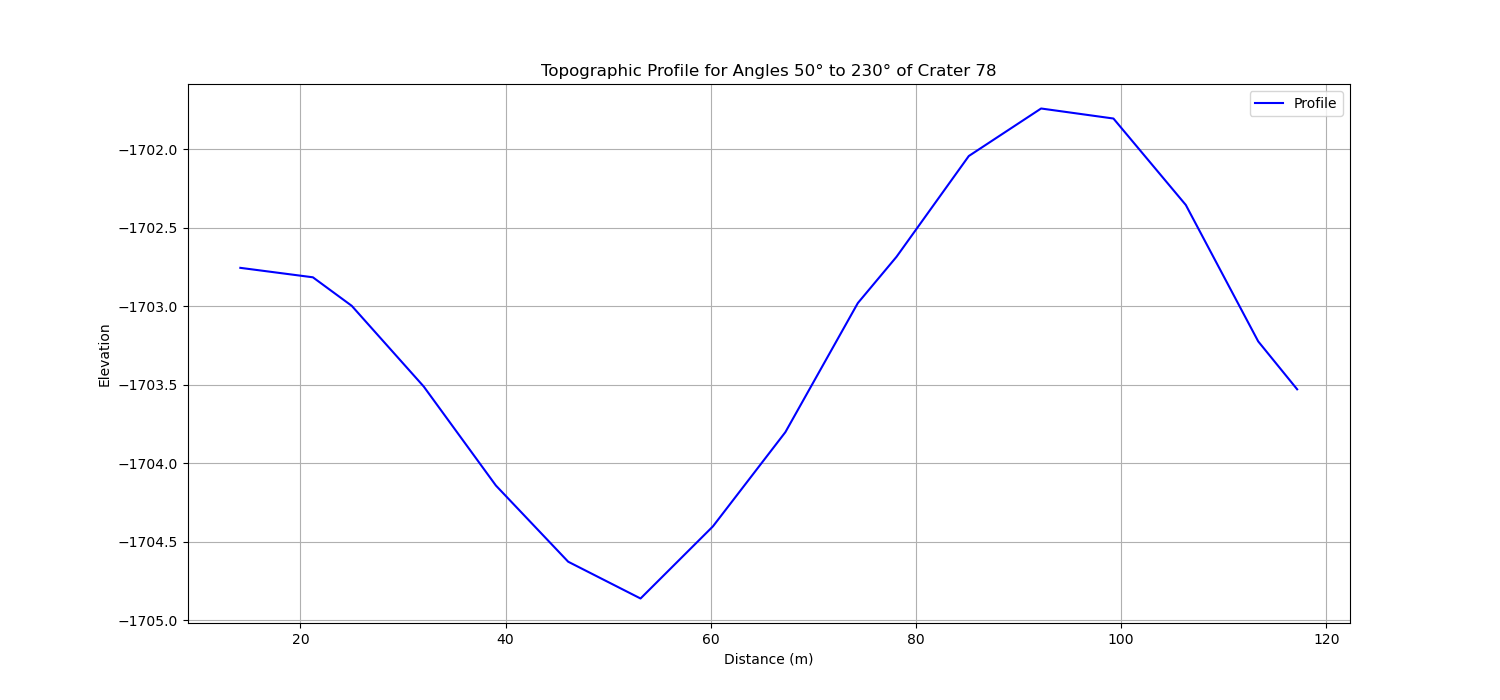 Topographic Profile for Angles 50° to 230° of Crater 78
Profile
−1702.0
−1702.5
−1703.0
−1703.5
−1704.0
−1704.5
−1705.0
Elevation
20 40 60 80 100 120
Distance (m)